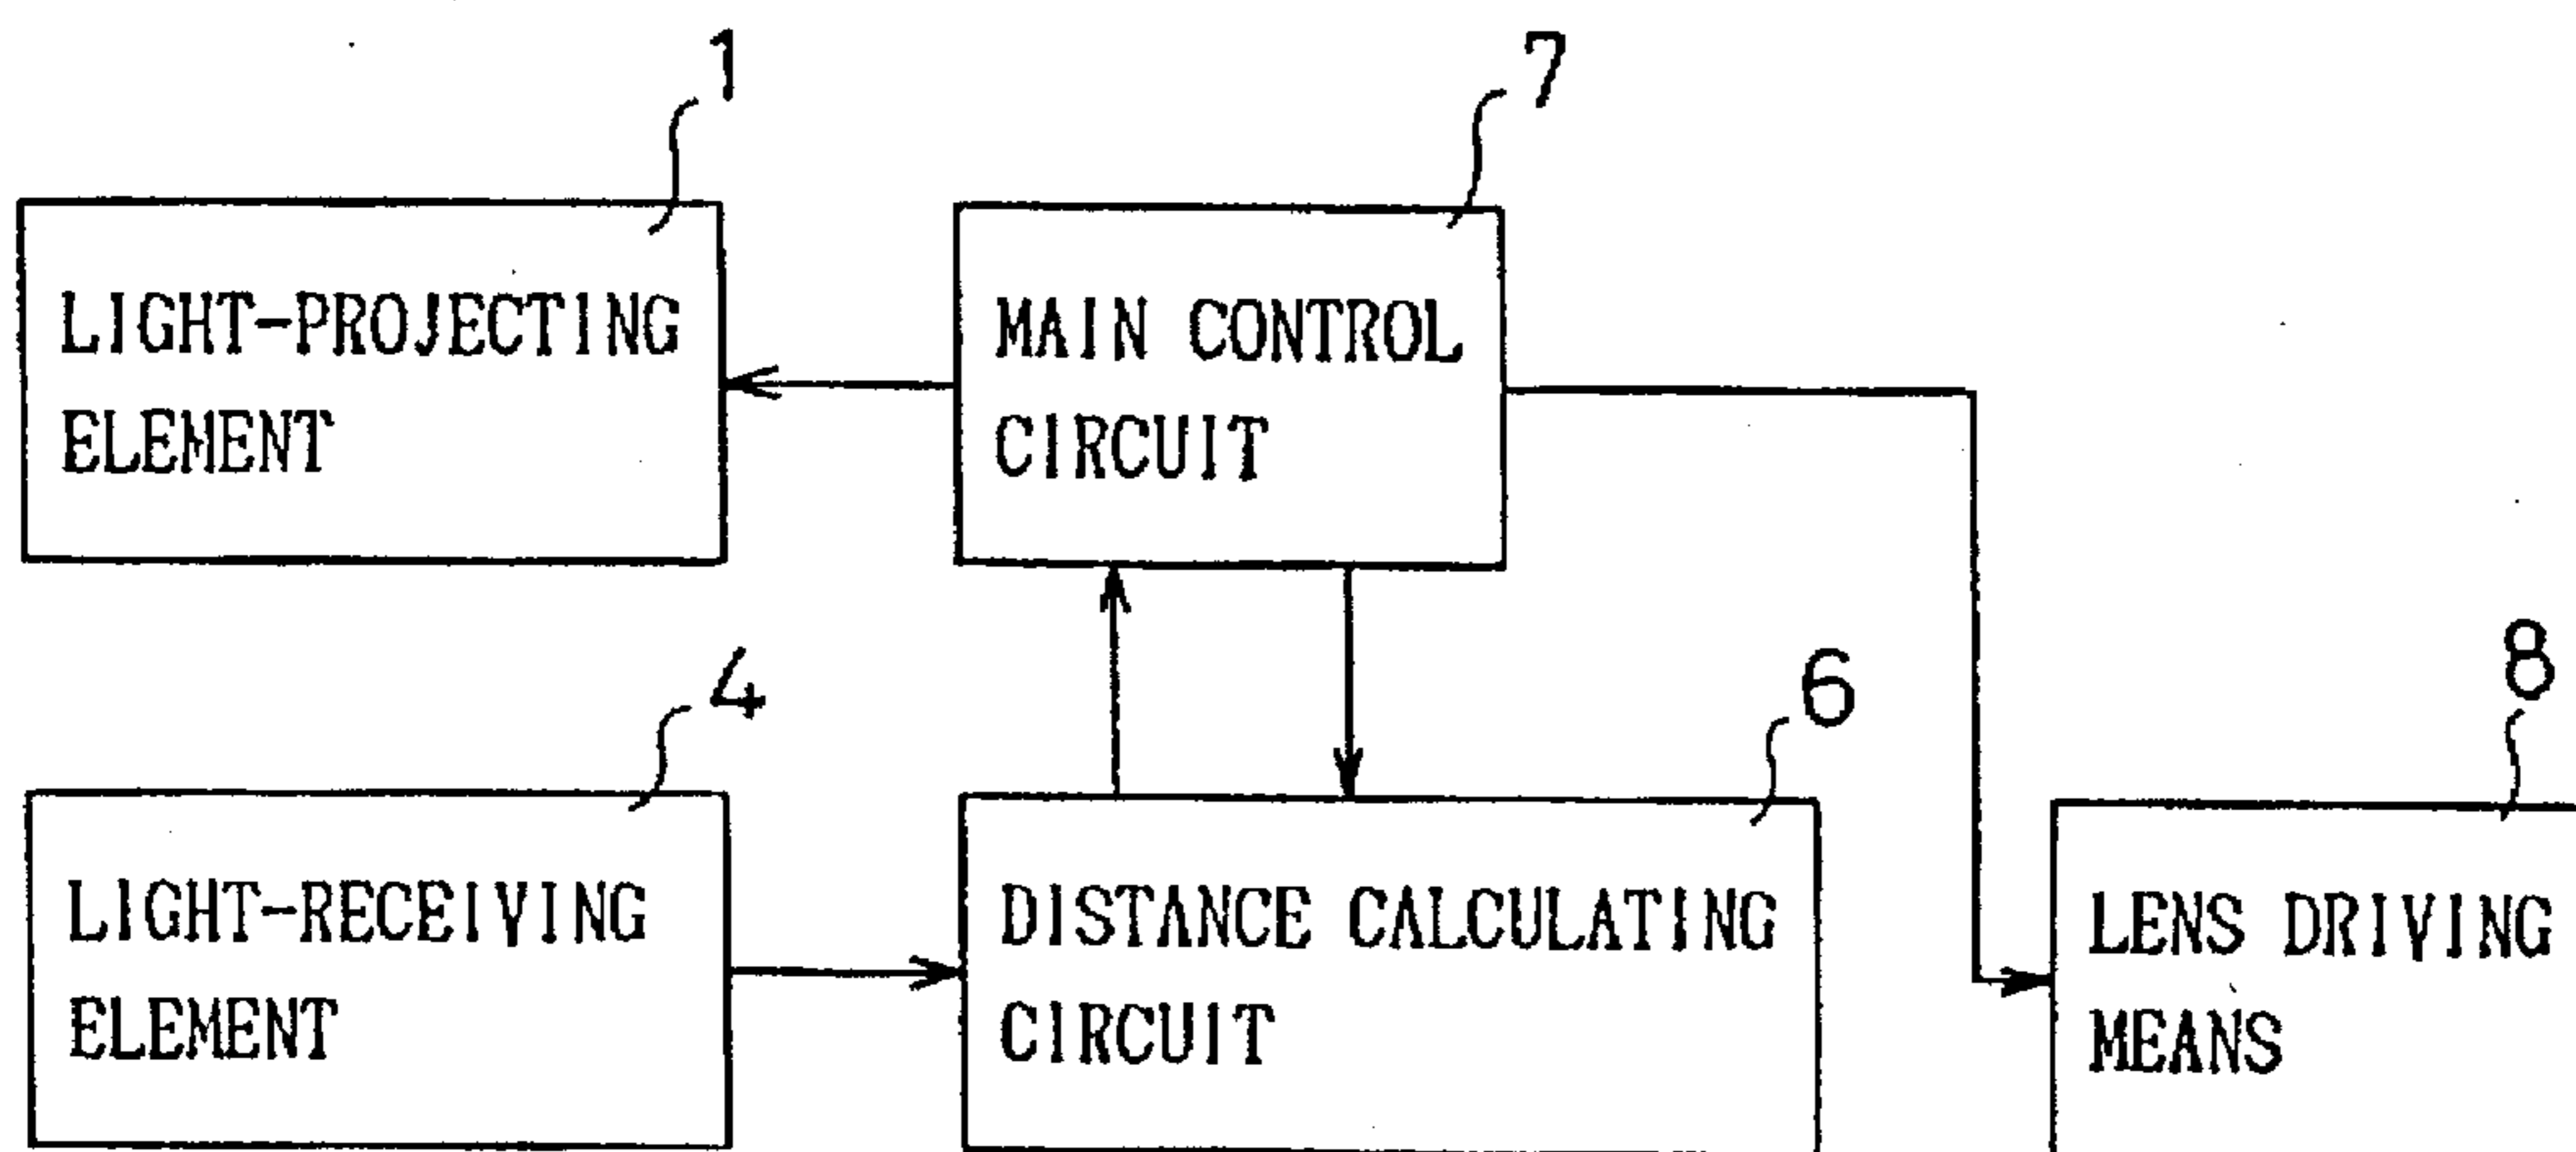 1
7
LIGHT-PROJECTING
ELEMENT
MAIN CONTROL
CIRCUIT
4
6
8
LIGHT-RECEIVING
ELEMENT
DISTANCE CALCULATING
CIRCUIT
LENS DRIVING
MEANS